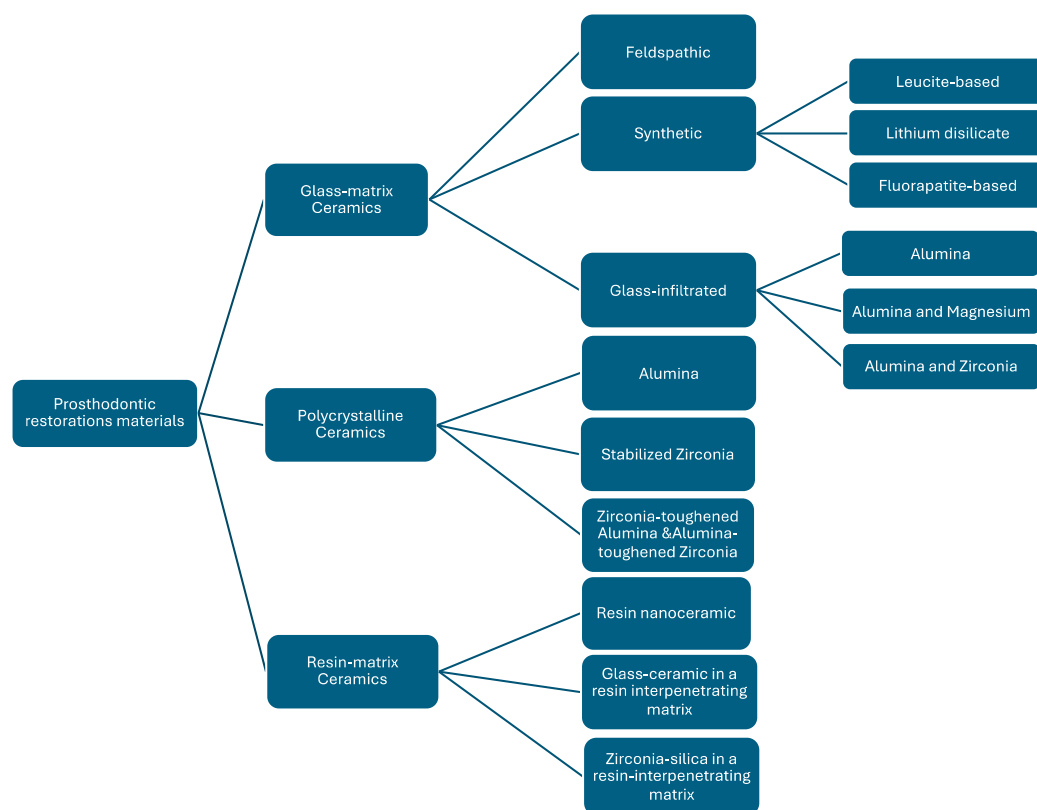 Prosthodontic
restorations materials
Glass-matrix
Ceramics
Feldspathic
Synthetic
Leucite-based
Lithium disilicate
Fluorapatite-based
Glass-infiltrated
Alumina
Alumina and Magnesium
Alumina and Zirconia
Polycrystalline
Ceramics
Alumina
Stabilized Zirconia
Zirconia-toughened
Alumina &Alumina-
toughened Zirconia
Resin-matrix
Ceramics
Resin nanoceramic
Glass-ceramic in a
resin interpenetrating
matrix
Zirconia-silica in a
resin-interpenetrating
matrix